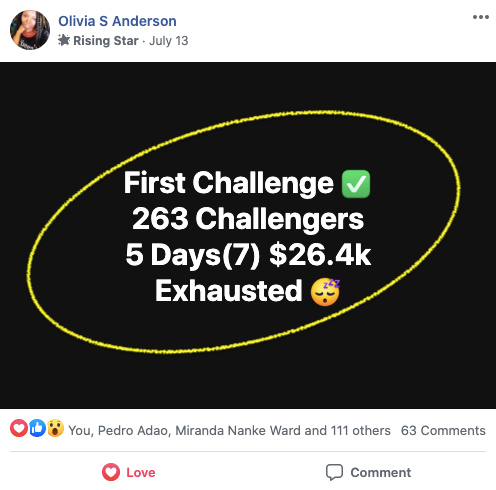 Olivia S Anderson
Rising Star · July 13
First Challenge ✅
263 Challengers
5 Days(7) $26.4k
Exhausted 😴
You, Pedro Adao, Miranda Nanke Ward and 111 others 63 Comments
Love Comment